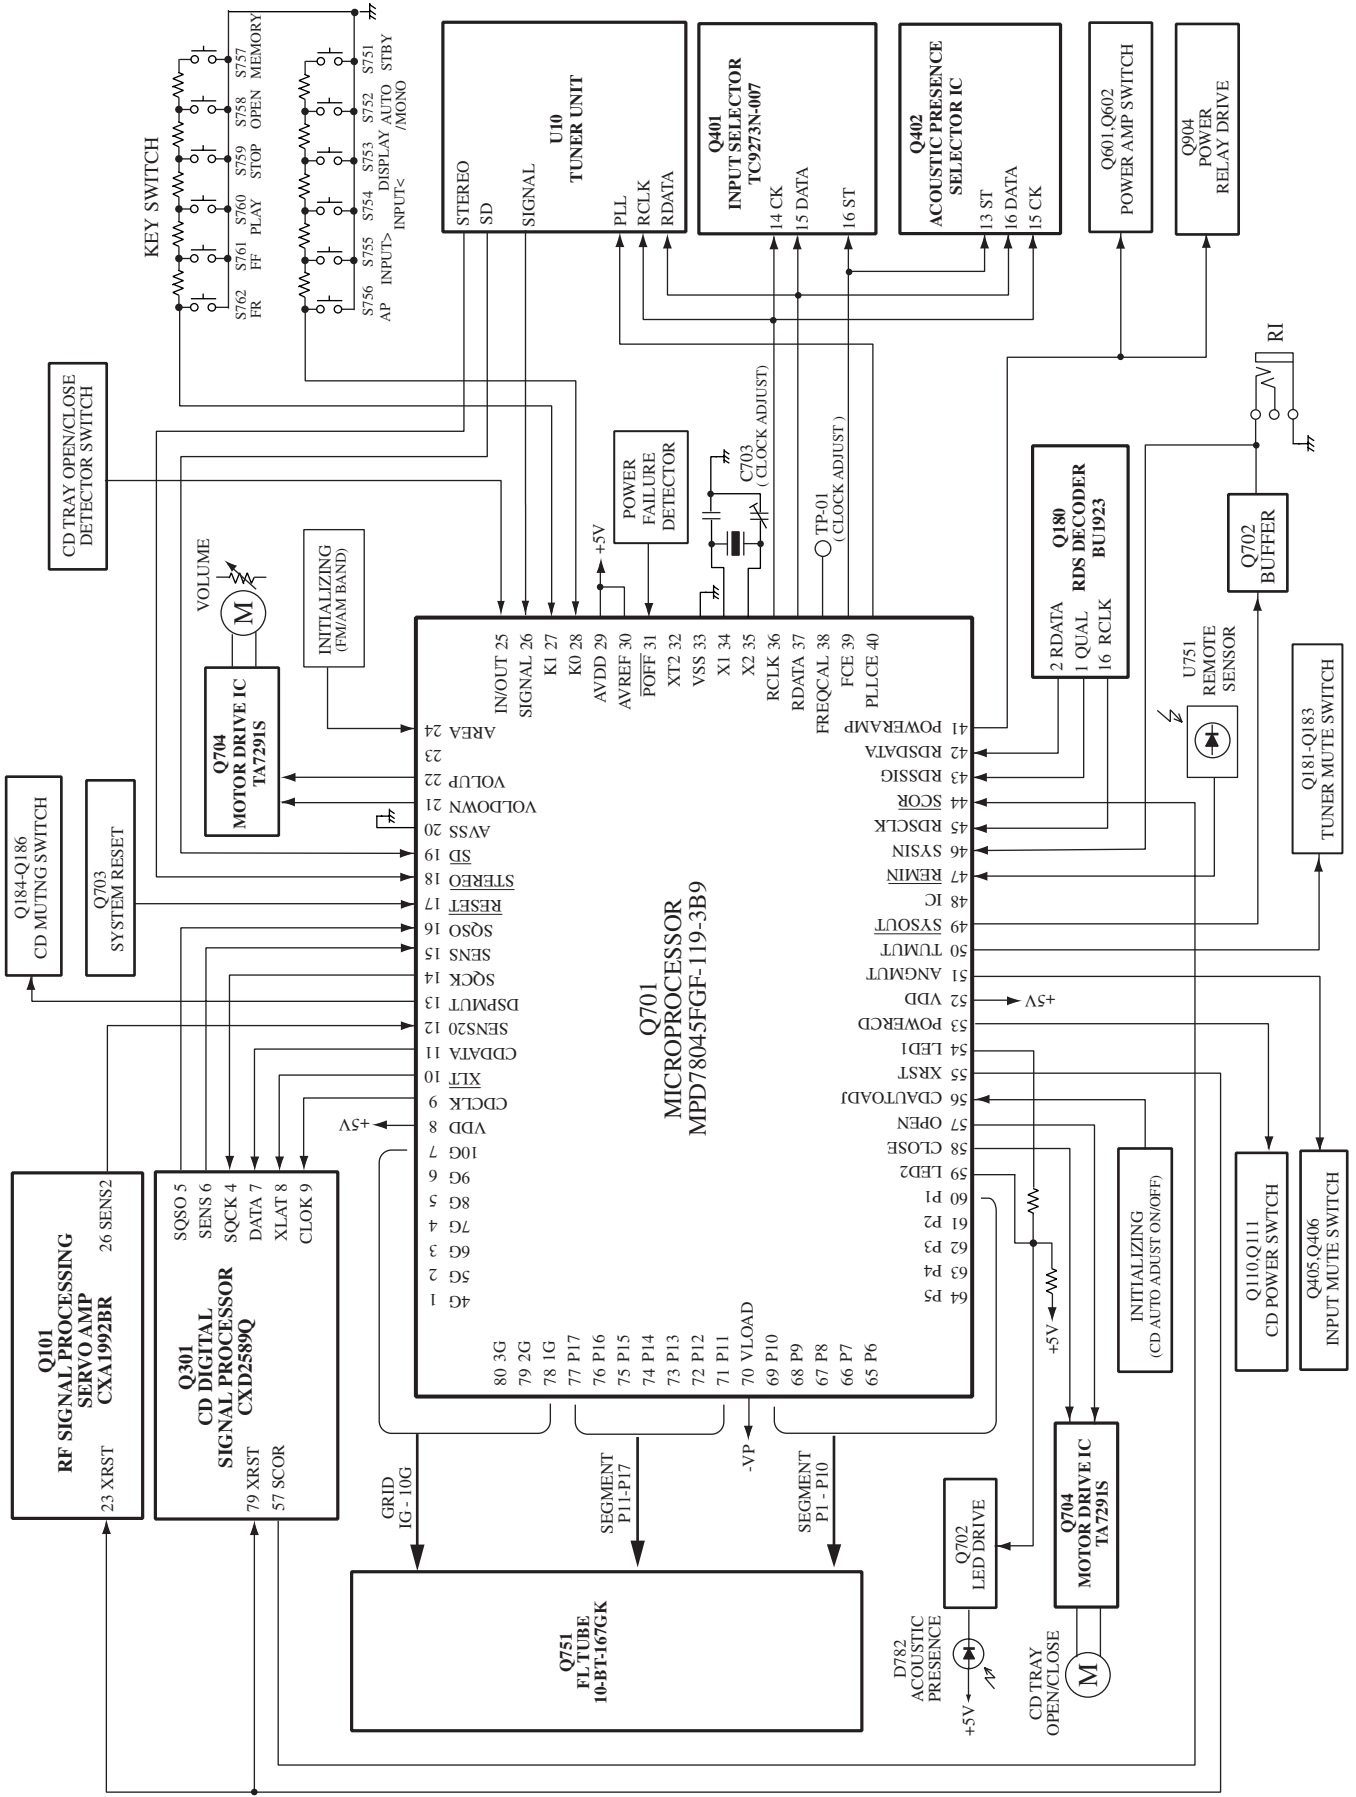 KEY SWITCH
S762
FR
S761
FF
S760
PLAY
S759
STOP
S758
OPEN
S757
MEMORY
S756
AP
S755
INPUT>
S754
INPUT<
S753
DISPLAY
S752
AUTO
/MONO
S751
STBY
U10
TUNER UNIT
STEREO
SD
SIGNAL
PLL
RCLK
RDATA
Q401
INPUT SELECTOR
TC9273N-007
14 CK
15 DATA
16 ST
Q402
ACOUSTIC PRESENCE
SELECTOR IC
13 ST
16 DATA
15 CK
Q601,Q602
POWER AMP SWITCH
Q904
POWER
RELAY DRIVE
CD TRAY OPEN/CLOSE
DETECTOR SWITCH
VOLUME
M
INITIALIZING
(FM/AM BAND)
+5V
POWER
FAILURE
DETECTOR
C703
( CLOCK ADJUST)
TP-01
( CLOCK ADJUST )
Q180
RDS DECODER
BU1923
2 RDATA
1 QUAL
16 RCLK
Q702
BUFFER
RI
U751
REMOTE
SENSOR
Q181-Q183
TUNER MUTE SWITCH
Q704
MOTOR DRIVE IC
TA7291S
Q184-Q186
CD MUTNG SWITCH
Q703
SYSTEM RESET
Q701
MICROPROCESSOR
MPD78045FGF-119-3B9
IN/OUT 25
SIGNAL 26
K1 27
K0 28
AVDD 29
AVREF 30
POFF 31
XT2 32
VSS 33
X1 34
X2 35
RCLK 36
RDATA 37
FREQCAL 38
FCE 39
PLLCE 40
24 AREA
23
22 VOLUP
21 VOLDOWN
20 AVSS
19 SD
18 STEREO
17 RESET
16 SQSO
15 SENS
14 SQCK
13 DSPMUT
12 SENS20
11 CDDATA
10 XLT
9 CDCLK
8 VDD
7 10G
6 9G
5 8G
4 7G
3 6G
2 5G
1 4G
+5V
41 POWERAMP
42 RDSDATA
43 RDSSIG
44 SCOR
45 RDSCLK
46 SYSIN
47 REMIN
48 IC
49 SYSOUT
50 TUMUT
51 ANGMUT
52 VDD
53 POWERCD
54 LED1
55 XRST
56 CDAUTOADJ
57 OPEN
58 CLOSE
59 LED2
60 P1
61 P2
62 P3
63 P4
64 P5
+5V
80 3G
79 2G
78 1G
77 P17
76 P16
75 P15
74 P14
73 P13
72 P12
71 P11
70 VLOAD
69 P10
68 P9
67 P8
66 P7
65 P6
Q101
RF SIGNAL PROCESSING
SERVO AMP
CXA1992BR
23 XRST
26 SENS2
Q301
CD DIGITAL
SIGNAL PROCESSOR
CXD2589Q
79 XRST
57 SCOR
SQSO 5
SENS 6
SQCK 4
DATA 7
XLAT 8
CLOK 9
GRID
IG - 10G
SEGMENT
P11-P17
-VP
SEGMENT
P1 - P10
+5V
INITIALIZING
(CD AUTO ADUST ON/OFF)
Q110,Q111
CD POWER SWTCH
Q405,Q406
INPUT MUTE SWITCH
Q751
FL TUBE
10-BT-167GK
Q702
LED DRIVE
D782
ACOUSTIC
PRESENCE
+5V
Q704
MOTOR DRIVE IC
TA7291S
CD TRAY
OPEN/CLOSE
M